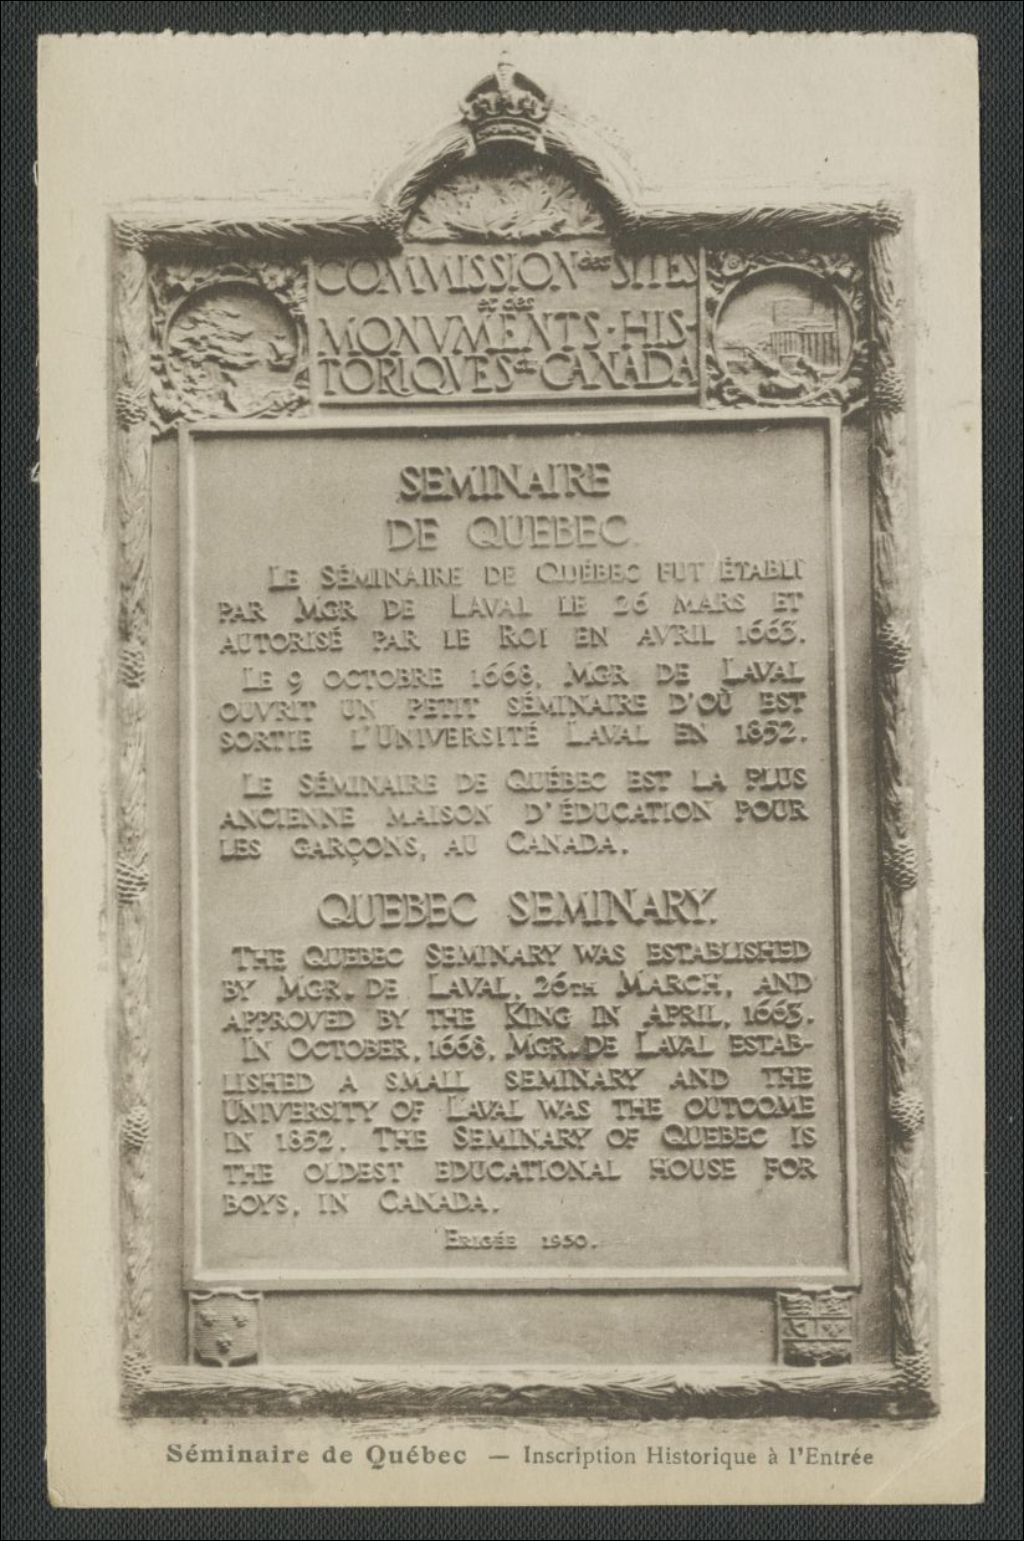 COMMISSION des SITES
et des
MONVMENTS · HIS-
TORIQVES du CANADA
SEMINAIRE
DE QUEBEC.
LE SÉMINAIRE DE QUÉBEC FUT ÉTABLI
PAR MGR DE LAVAL LE 26 MARS ET
AUTORISÉ PAR LE ROI EN AVRIL 1663.
LE 9 OCTOBRE 1668, MGR DE LAVAL
OUVRIT UN PETIT SÉMINAIRE D'OÙ EST
SORTIE L'UNIVERSITÉ LAVAL EN 1852.
LE SÉMINAIRE DE QUÉBEC EST LA PLUS
ANCIENNE MAISON D'ÉDUCATION POUR
LES GARÇONS, AU CANADA.
QUEBEC SEMINARY.
THE QUEBEC SEMINARY WAS ESTABLISHED
BY MGR. DE LAVAL, 26TH MARCH, AND
APPROVED BY THE KING IN APRIL, 1663.
IN OCTOBER, 1668, MGR. DE LAVAL ESTAB-
LISHED A SMALL SEMINARY AND THE
UNIVERSITY OF LAVAL WAS THE OUTCOME
IN 1852. THE SEMINARY OF QUEBEC IS
THE OLDEST EDUCATIONAL HOUSE FOR
BOYS, IN CANADA.
ERIGÉE 1930.
Séminaire de Québec — Inscription Historique à l'Entrée